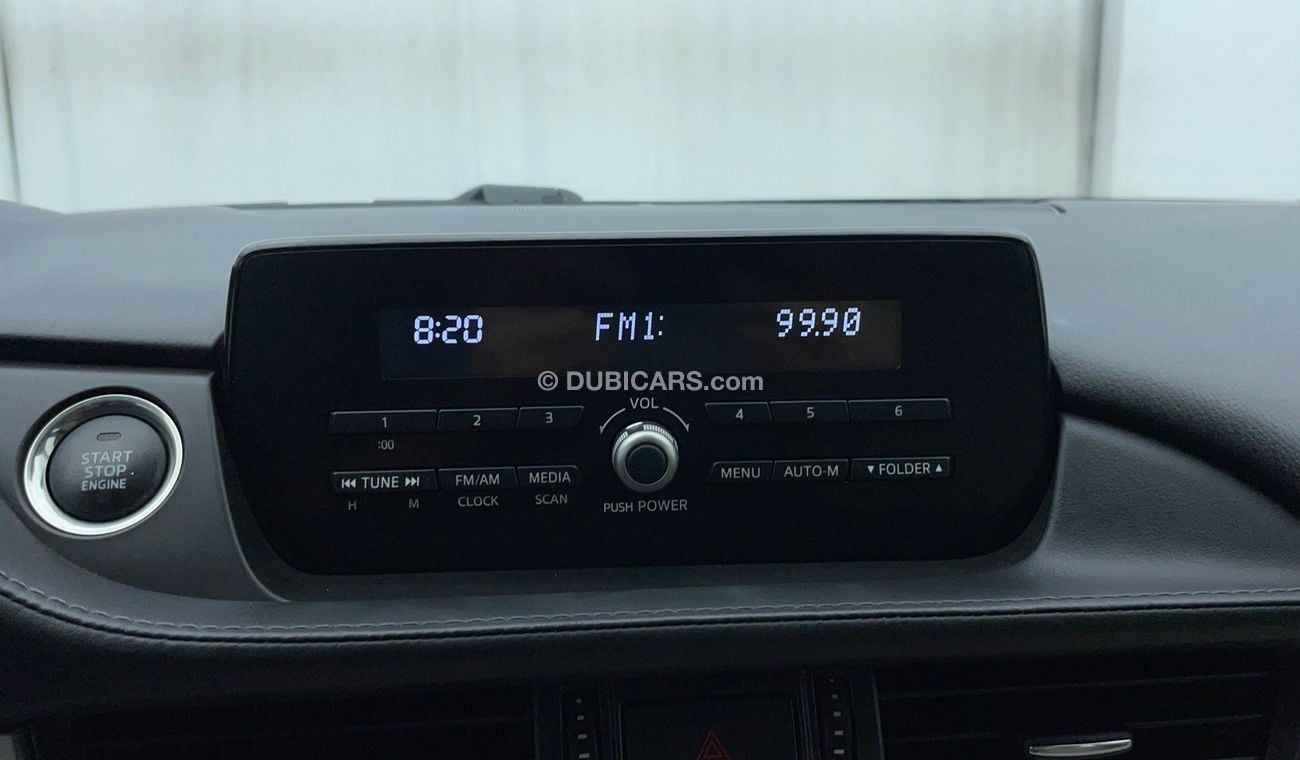 8:20 FM1: 99.90
© DUBICARS.com
VOL
1 2 3 4 5 6
:00
START
STOP
ENGINE
TUNE FM/AM MEDIA MENU AUTO-M FOLDER
H M CLOCK SCAN
PUSH POWER